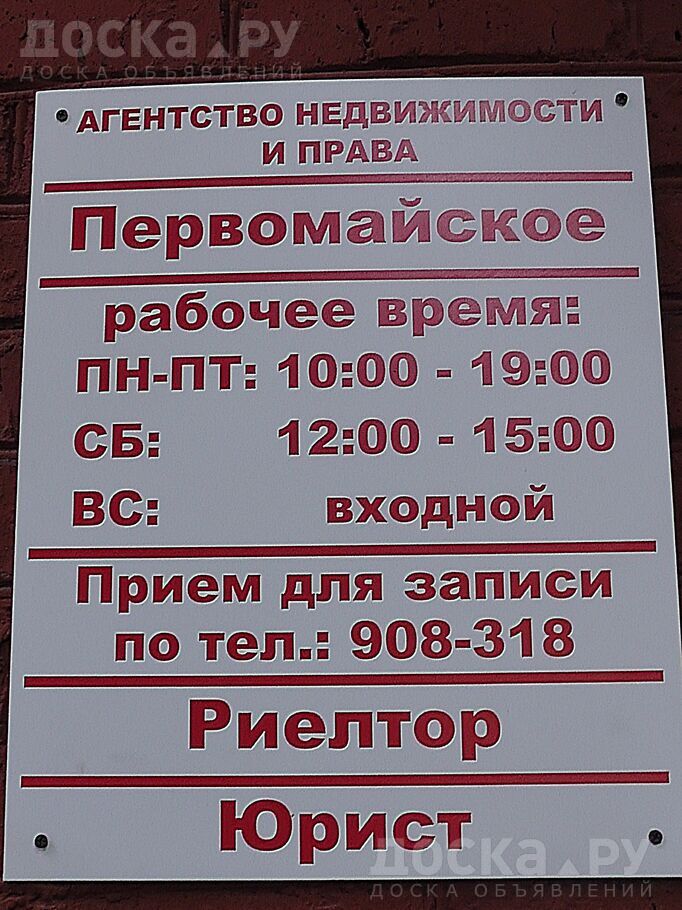 ДОСКА.РУ
ДОСКА ОБЪЯВЛЕНИЙ
АГЕНТСТВО НЕДВИЖИМОСТИ
И ПРАВА
Первомайское
рабочее время:
ПН-ПТ: 10:00 - 19:00
СБ: 12:00 - 15:00
ВС: входной
Прием для записи
по тел.: 908-318
Риелтор
Юрист
ДОСКА.РУ
ДОСКА ОБЪЯВЛЕНИЙ